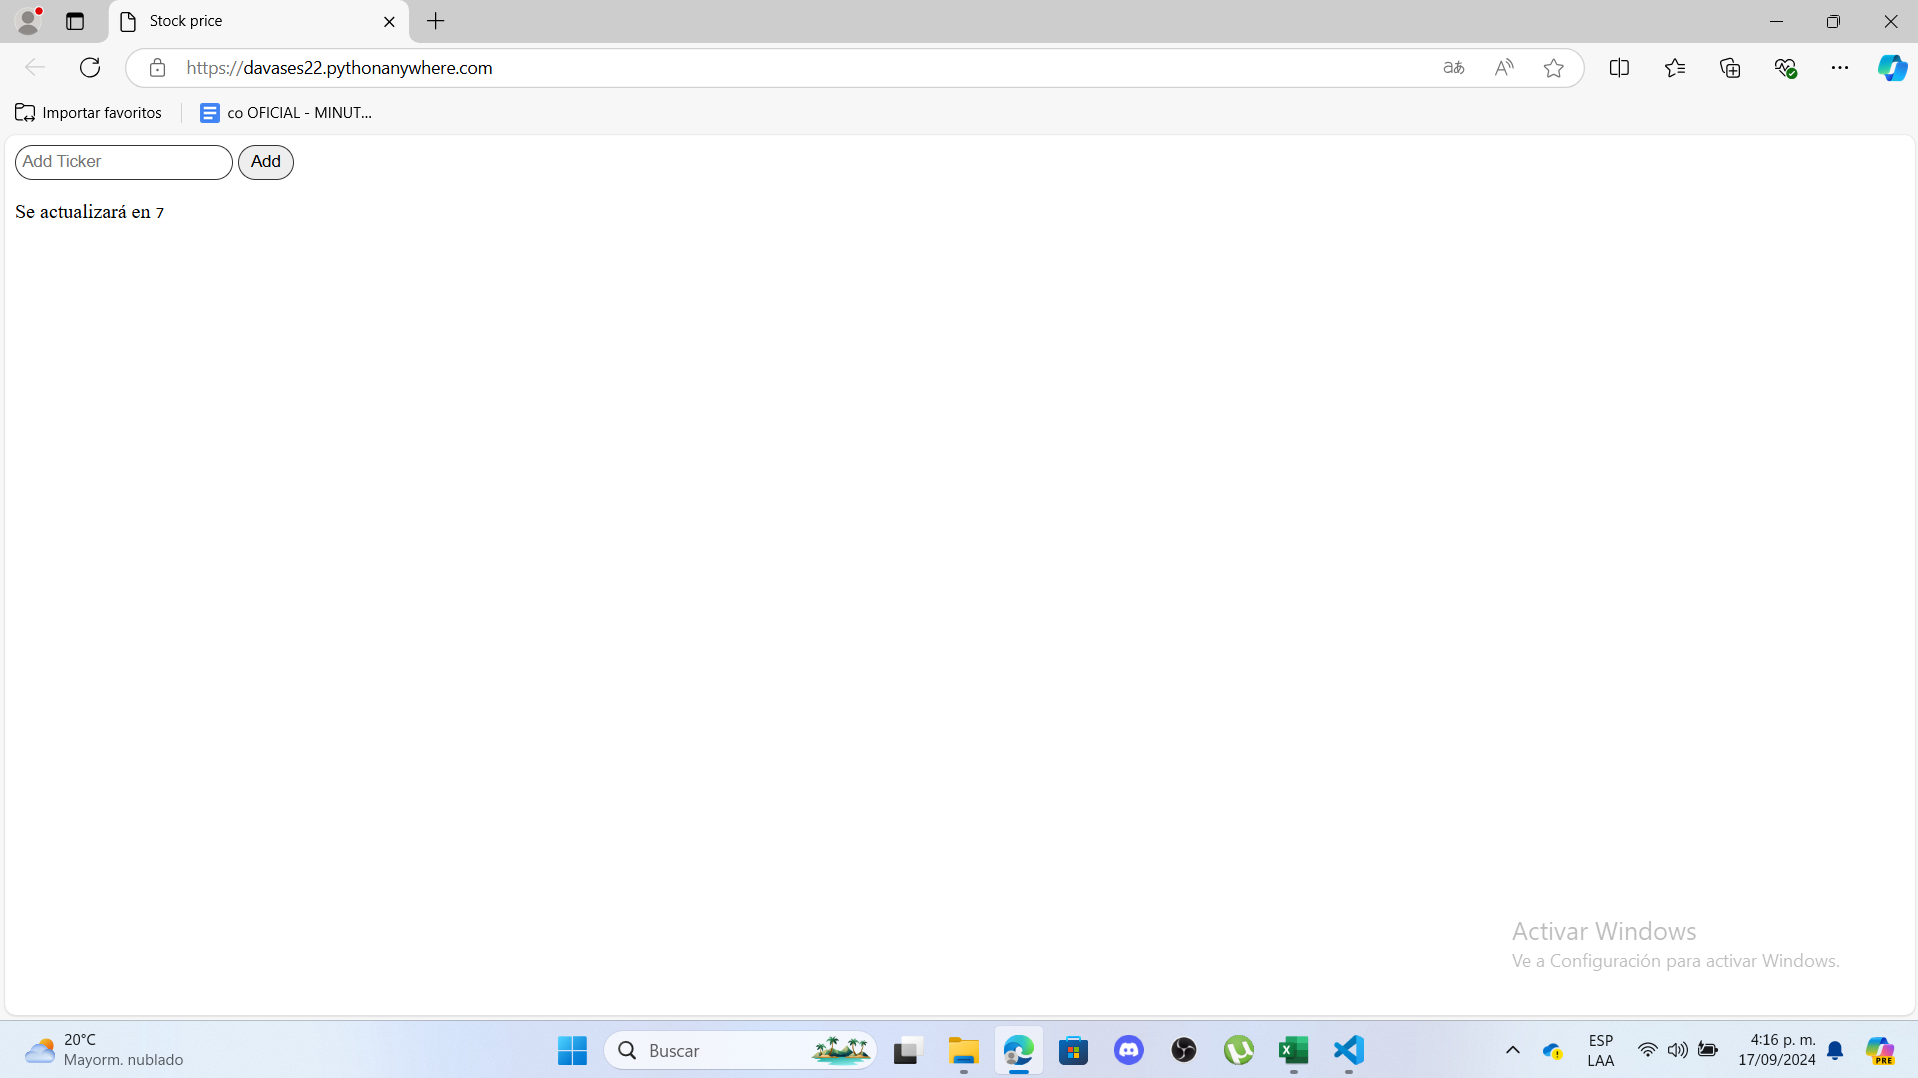 Stock price
https://davases22.pythonanywhere.com
Importar favoritos
co OFICIAL - MINUT...
Add Ticker
Add
Se actualizará en 7
Activar Windows
Ve a Configuración para activar Windows.
20°C
Mayorm. nublado
Buscar
ESP
LAA
4:16 p. m.
17/09/2024
PRE